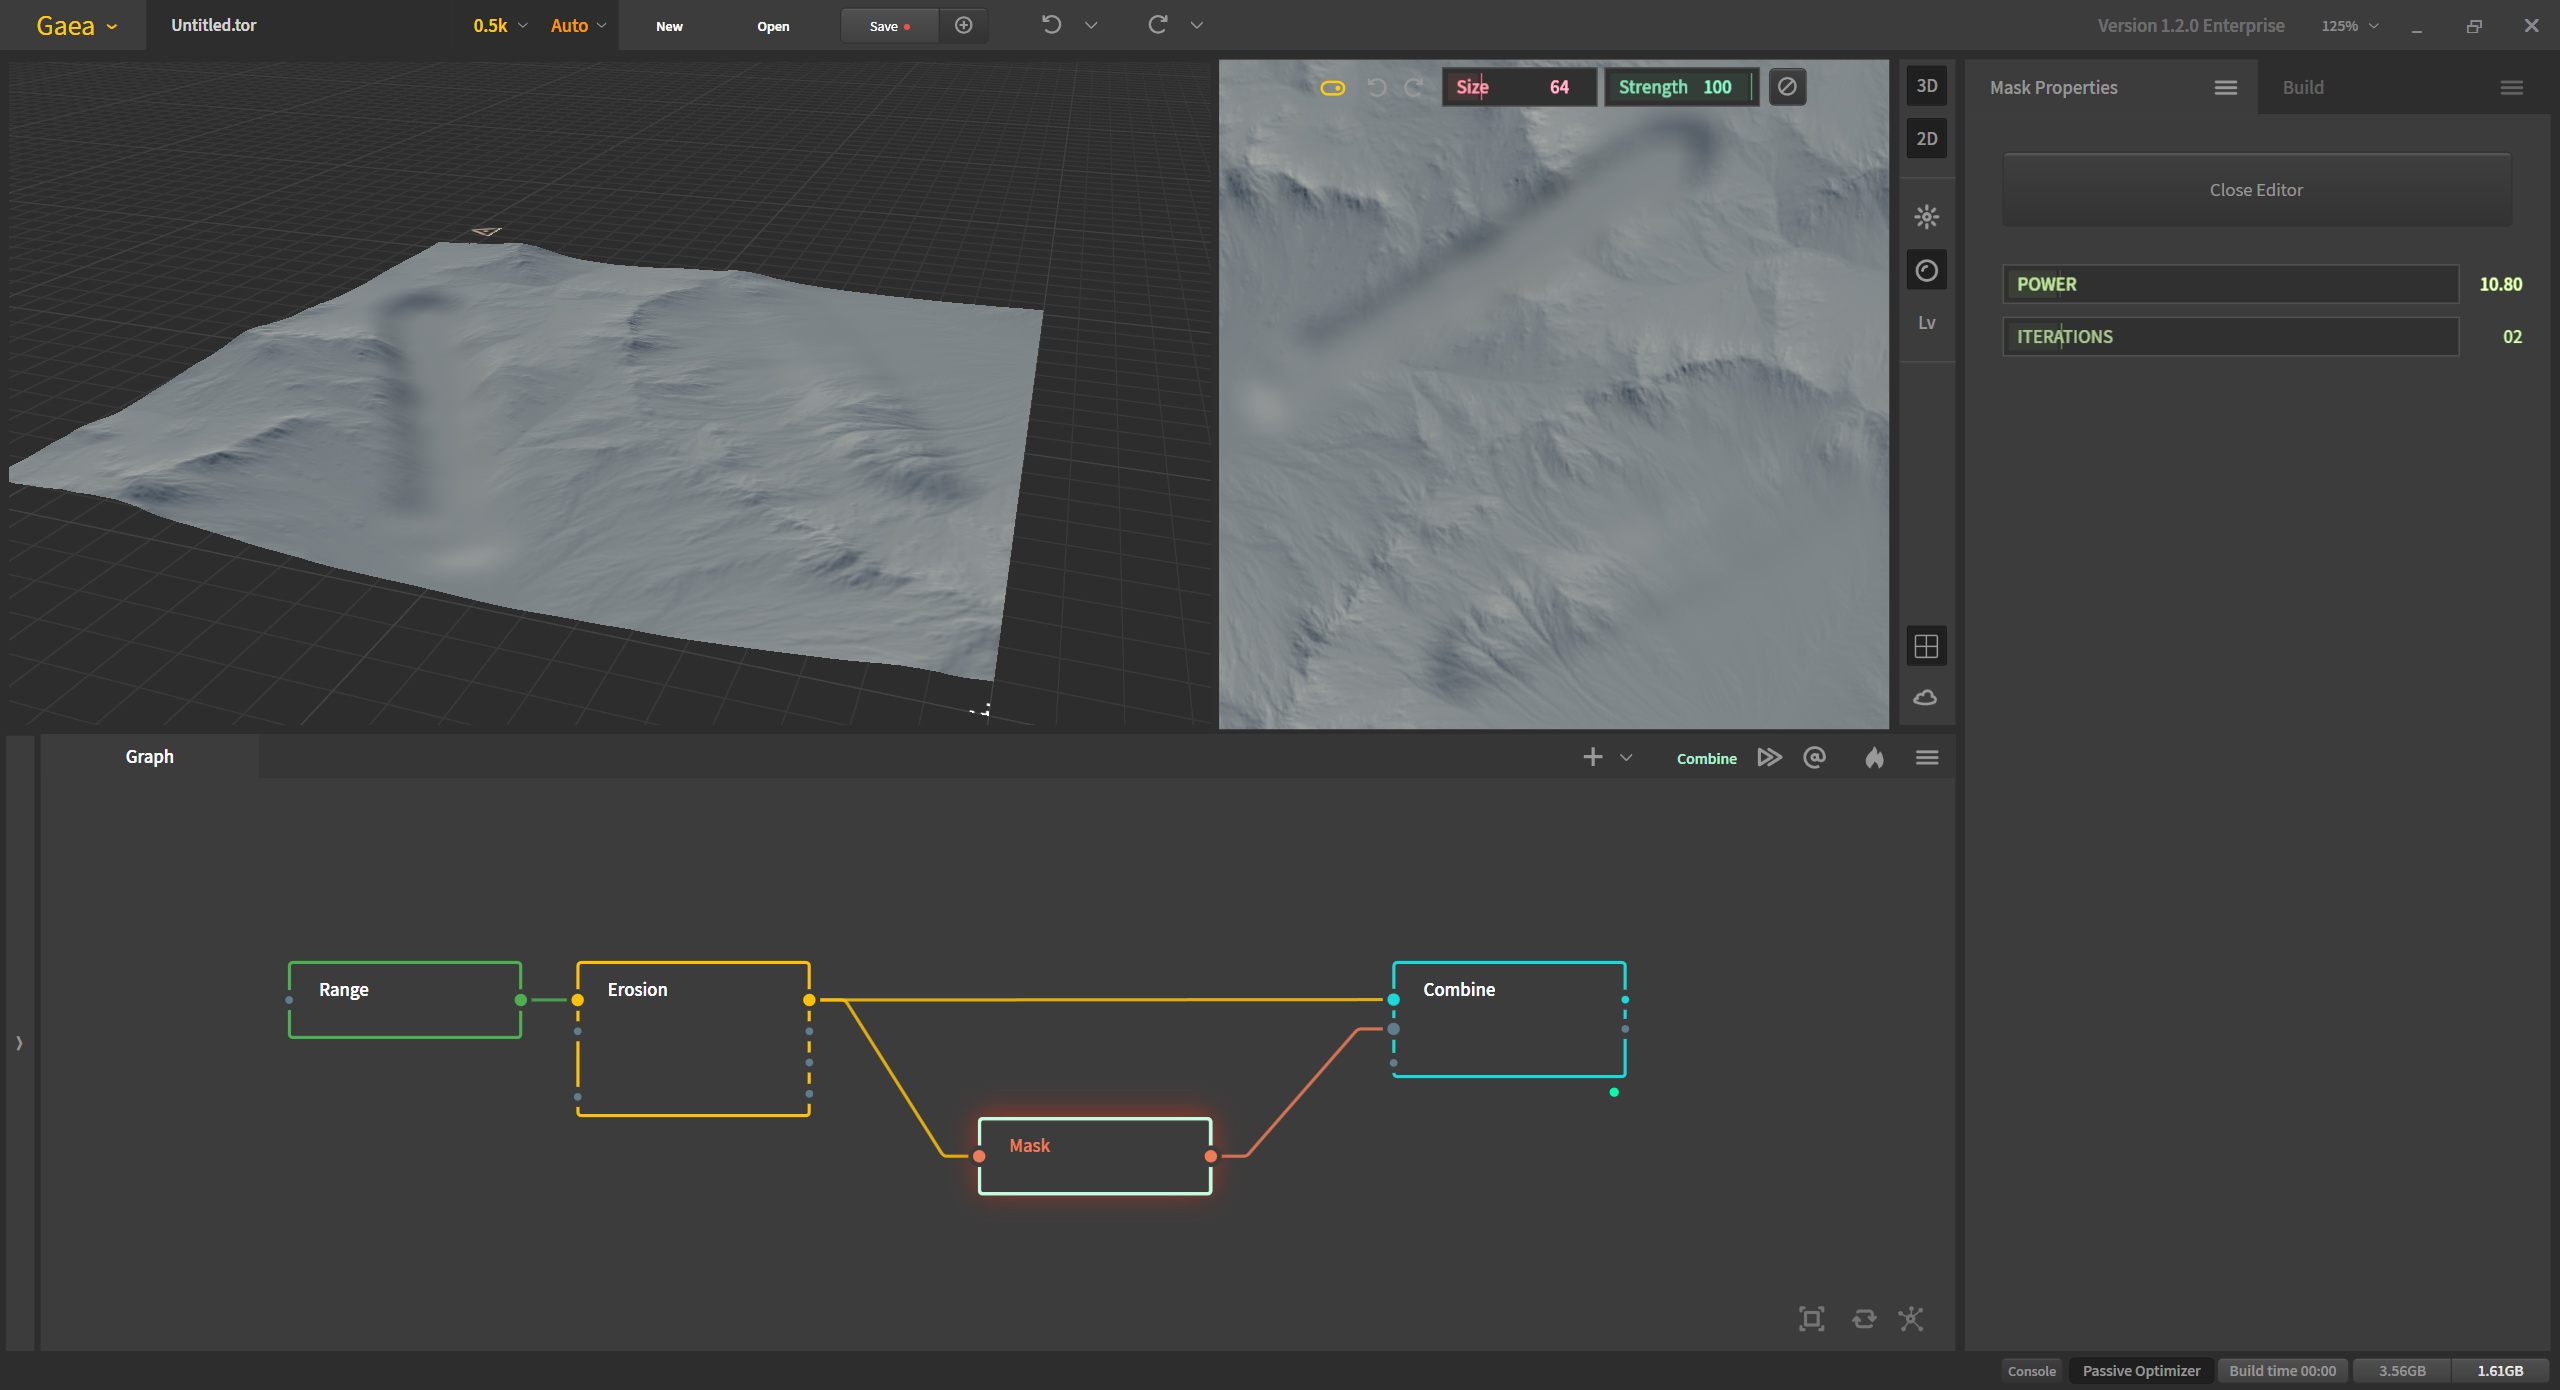 Gaea
Untitled.tor
0.5k
Auto
New
Open
Save
Version 1.2.0 Enterprise
125%
Size 64
Strength 100
3D
2D
Lv
Mask Properties
Build
Close Editor
POWER 10.80
ITERATIONS 02
Graph
Combine
Range
Erosion
Combine
Mask
Console
Passive Optimizer
Build time 00:00
3.56GB
1.61GB